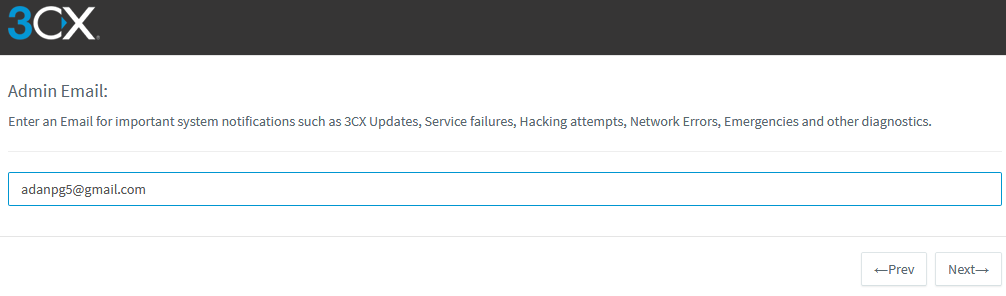 3CX
Admin Email:
Enter an Email for important system notifications such as 3CX Updates, Service failures, Hacking attempts, Network Errors, Emergencies and other diagnostics.
adanpg5@gmail.com
←Prev Next→